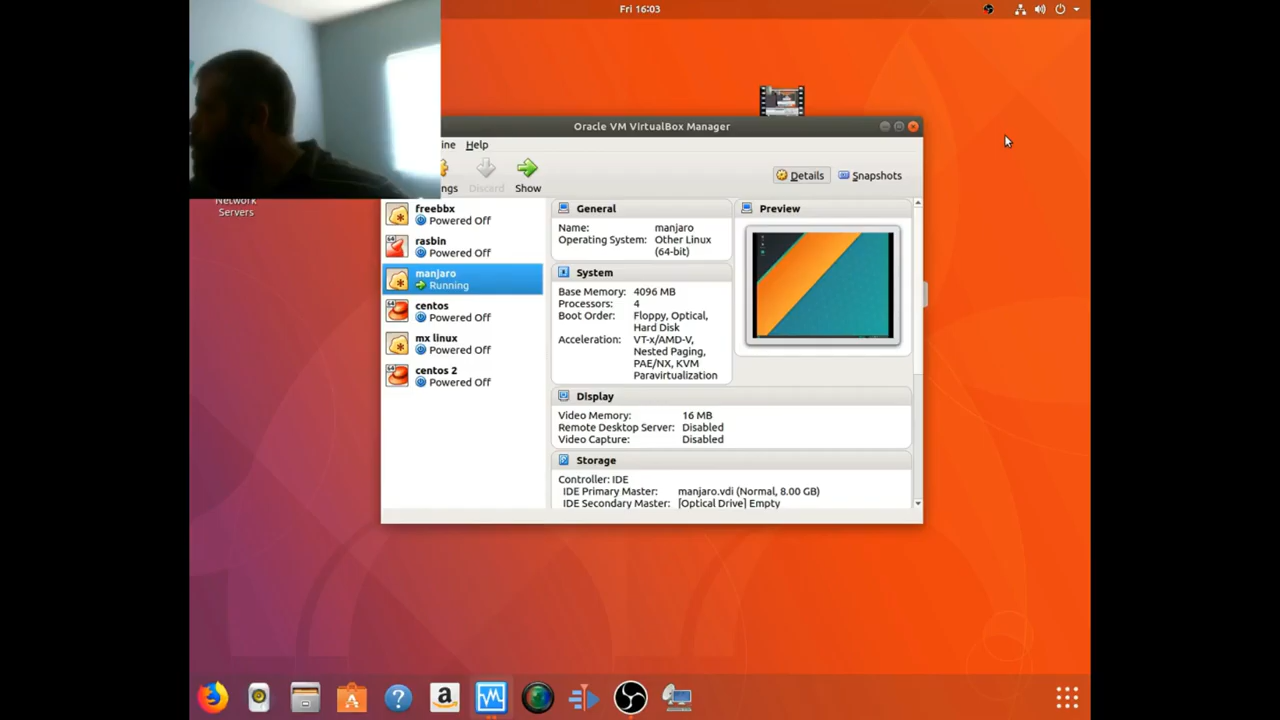 Fri 16:03
Oracle VM VirtualBox Manager
ine Help
ngs Discard Show
Details Snapshots
Network
Servers
freebbx
Powered Off
64 rasbin
Powered Off
manjaro
Running
64 centos
Powered Off
mx linux
Powered Off
64 centos 2
Powered Off
General
Name: manjaro
Operating System: Other Linux
(64-bit)
System
Base Memory: 4096 MB
Processors: 4
Boot Order: Floppy, Optical,
Hard Disk
Acceleration: VT-x/AMD-V,
Nested Paging,
PAE/NX, KVM
Paravirtualization
Preview
Display
Video Memory: 16 MB
Remote Desktop Server: Disabled
Video Capture: Disabled
Storage
Controller: IDE
IDE Primary Master: manjaro.vdi (Normal, 8.00 GB)
IDE Secondary Master: [Optical Drive] Empty